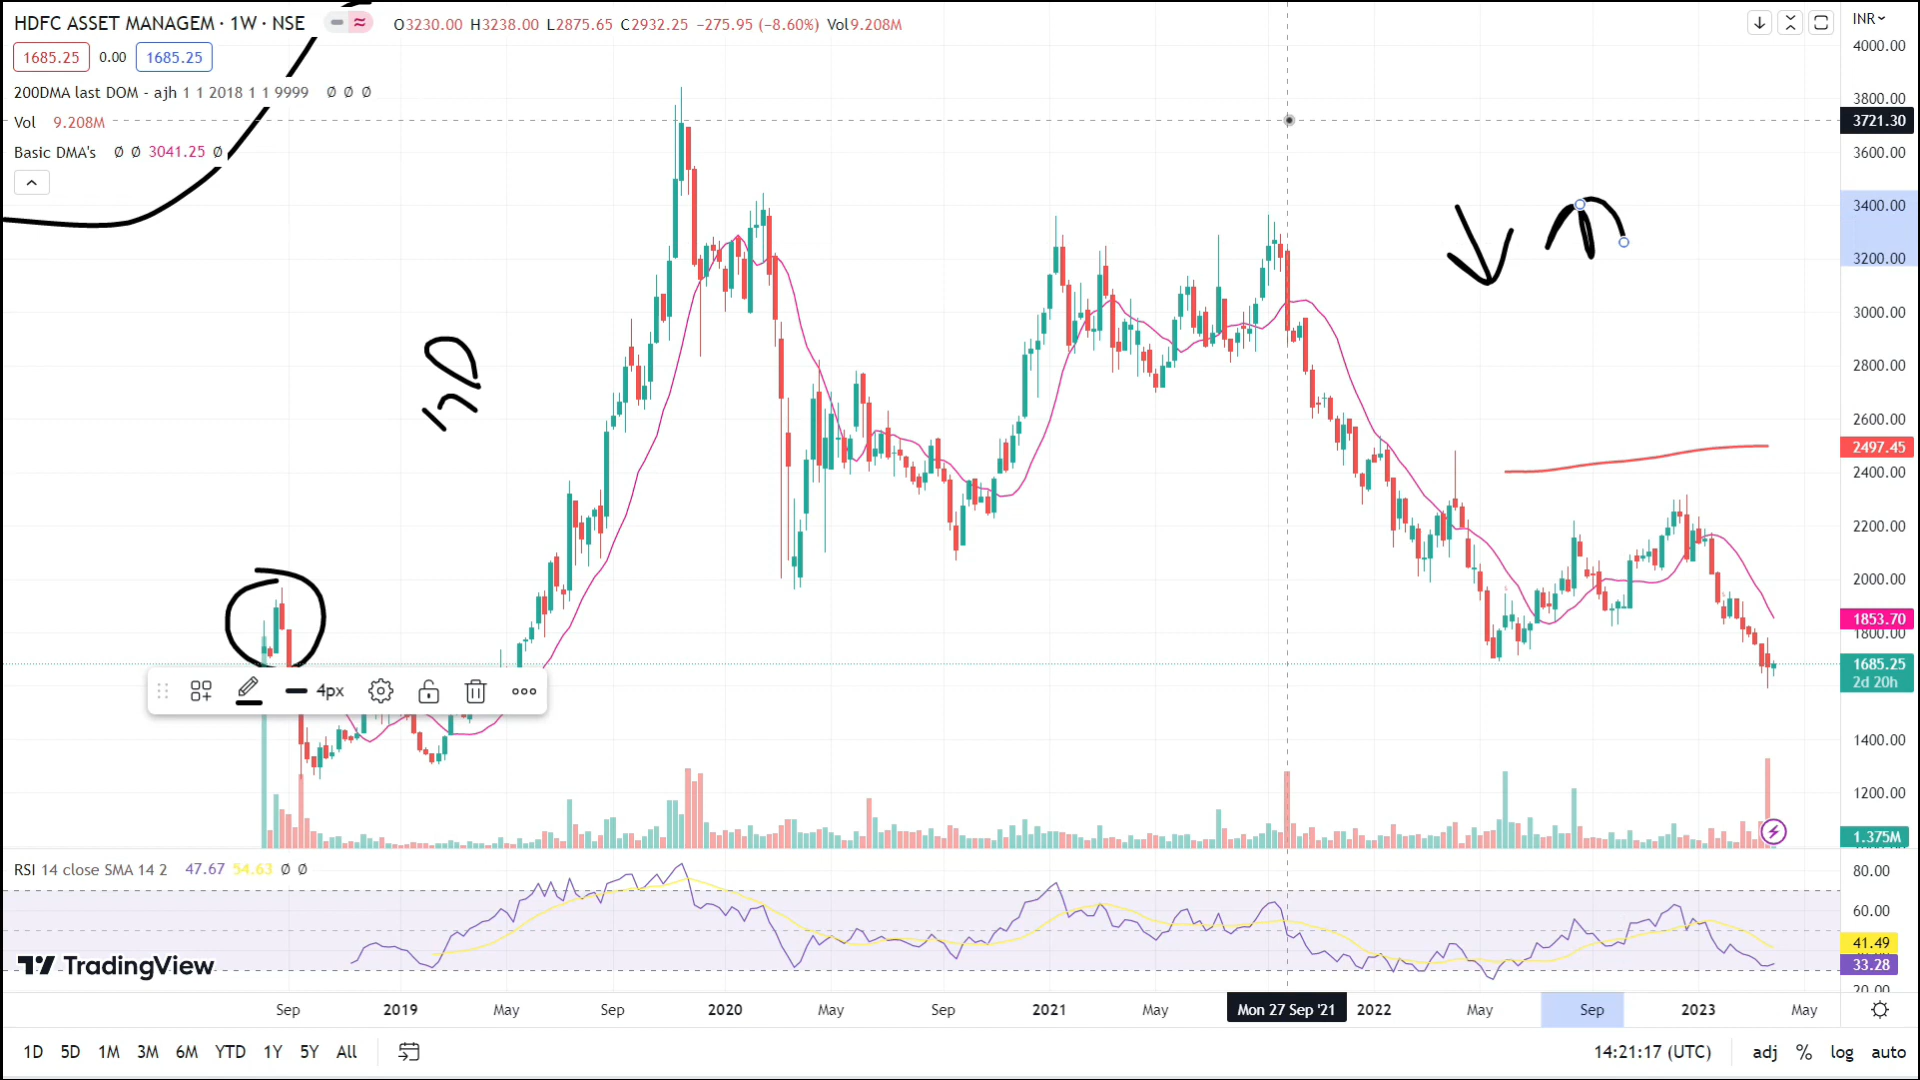 HDFC ASSET MANAGEM · 1W · NSE O3230.00 H3238.00 L2875.65 C2932.25 −275.95 (−8.60%) Vol9.208M
INR
1685.25 0.00 1685.25
4000.00
200DMA last DOM - ajh 1 1 2018 1 1 9999 Ø Ø Ø
3800.00
Vol 9.208M
3721.30
Basic DMA's Ø Ø 3041.25 Ø
3600.00
3400.00
3200.00
3000.00
2800.00
2600.00
2497.45
2400.00
2200.00
2000.00
1853.70
1800.00
1685.25
2d 20h
4px
1400.00
1200.00
1.375M
RSI 14 close SMA 14 2 47.67 54.63 Ø Ø
80.00
60.00
41.49
33.28
TradingView
20.00
Sep 2019 May Sep 2020 May Sep 2021 May Mon 27 Sep '21 2022 May Sep 2023 May
1D 5D 1M 3M 6M YTD 1Y 5Y All 14:21:17 (UTC) adj % log auto